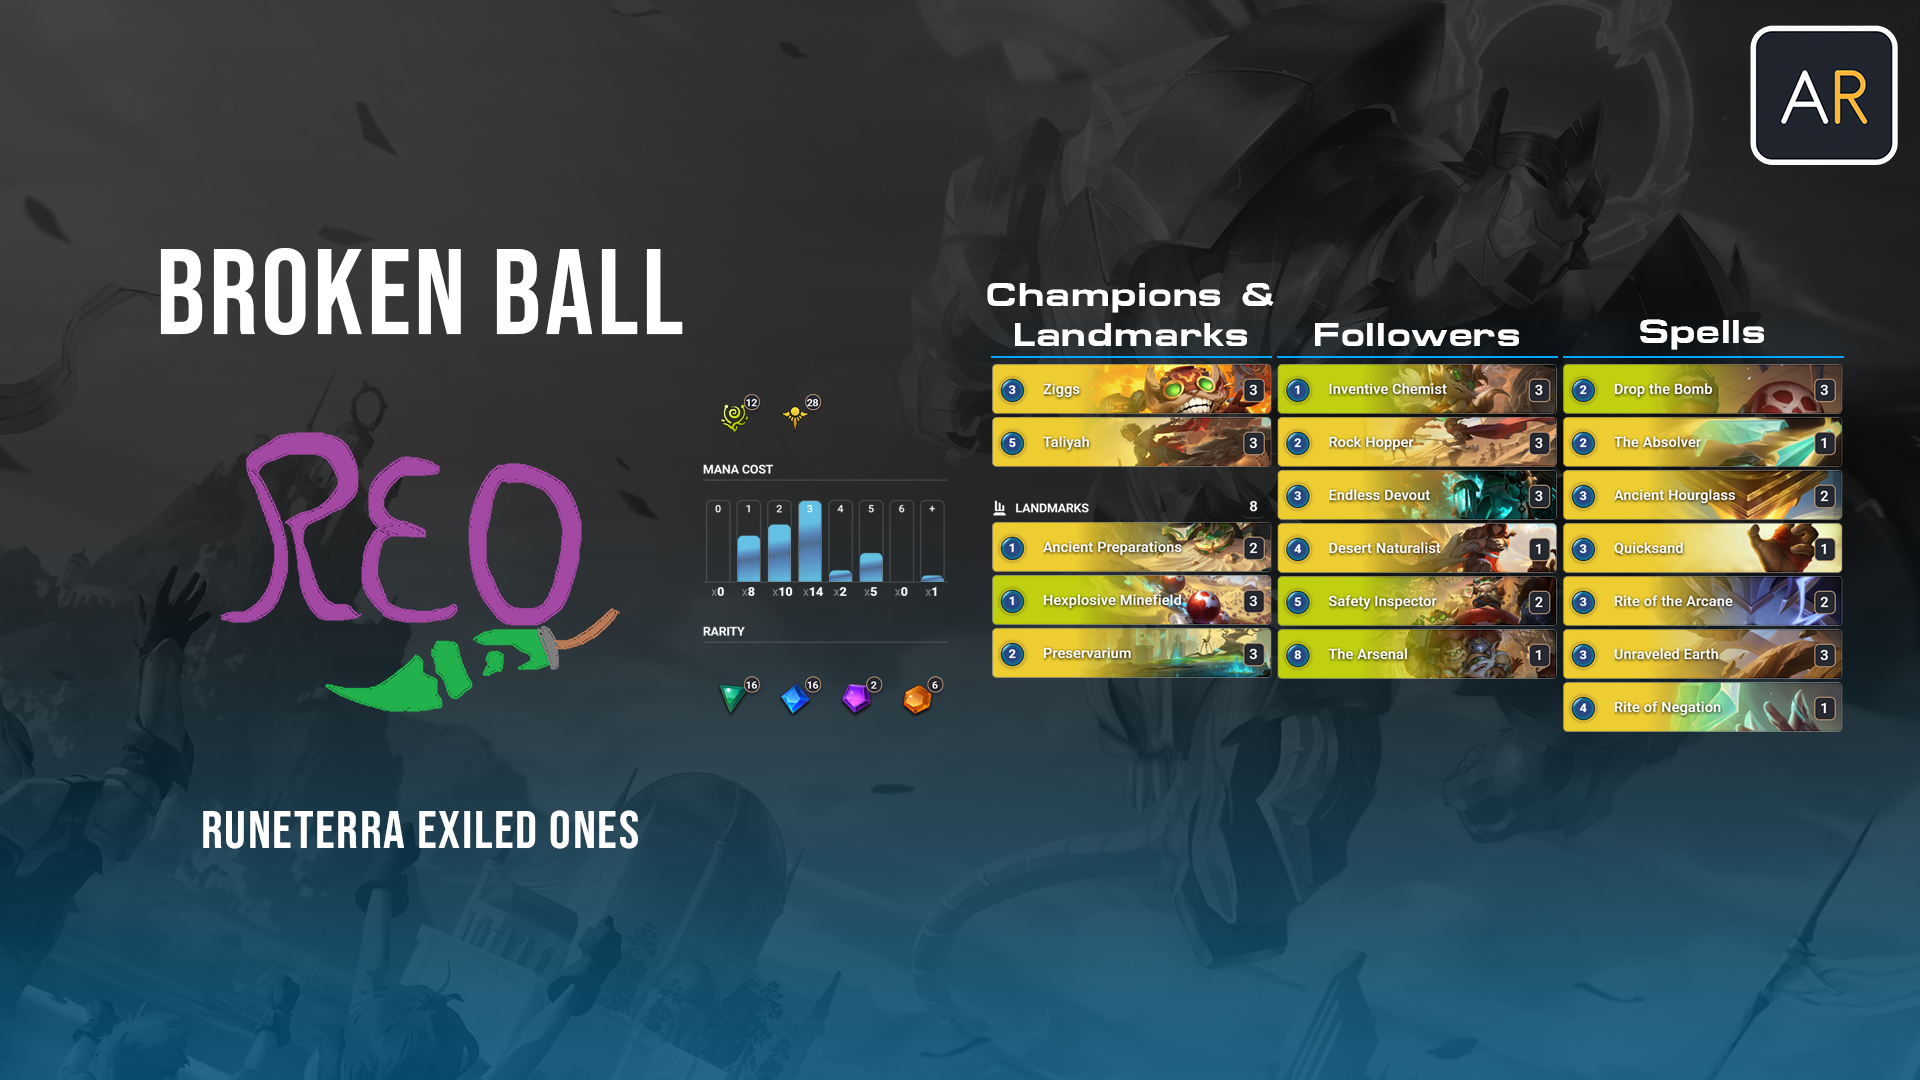 AR
BROKEN BALL
REO
RUNETERRA EXILED ONES
12 28
MANA COST
0 1 2 3 4 5 6 +
x0 x8 x10 x14 x2 x5 x0 x1
RARITY
16 16 2 6
Champions &
Landmarks
3 Ziggs 3
5 Taliyah 3
LANDMARKS 8
1 Ancient Preparations 2
1 Hexplosive Minefield 3
2 Preservarium 3
Followers
1 Inventive Chemist 3
2 Rock Hopper 3
3 Endless Devout 3
4 Desert Naturalist 1
5 Safety Inspector 2
8 The Arsenal 1
Spells
2 Drop the Bomb 3
2 The Absolver 1
3 Ancient Hourglass 2
3 Quicksand 1
3 Rite of the Arcane 2
3 Unraveled Earth 3
4 Rite of Negation 1